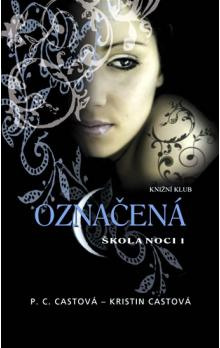 KNIŽNÍ KLUB
OZNAČENÁ
ŠKOLA NOCI 1
P. C. CASTOVÁ – KRISTIN CASTOVÁ